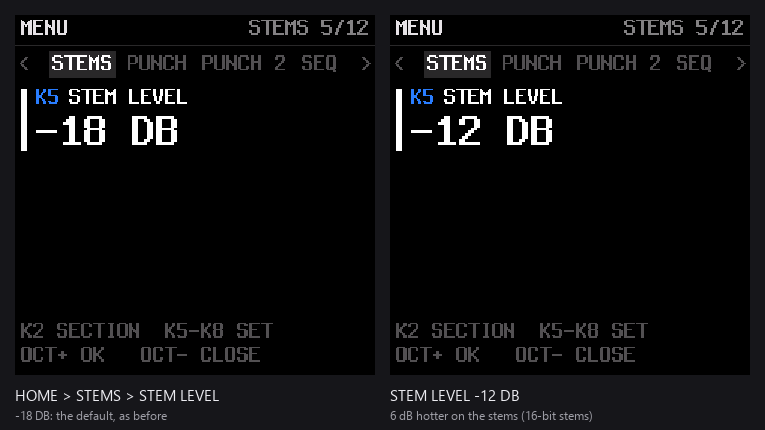 MENU STEMS 5/12
< STEMS PUNCH PUNCH 2 SEQ >
K5 STEM LEVEL
-18 DB
K2 SECTION K5-K8 SET
OCT+ OK OCT- CLOSE
HOME > STEMS > STEM LEVEL
-18 DB: the default, as before
MENU STEMS 5/12
< STEMS PUNCH PUNCH 2 SEQ >
K5 STEM LEVEL
-12 DB
K2 SECTION K5-K8 SET
OCT+ OK OCT- CLOSE
STEM LEVEL -12 DB
6 dB hotter on the stems (16-bit stems)